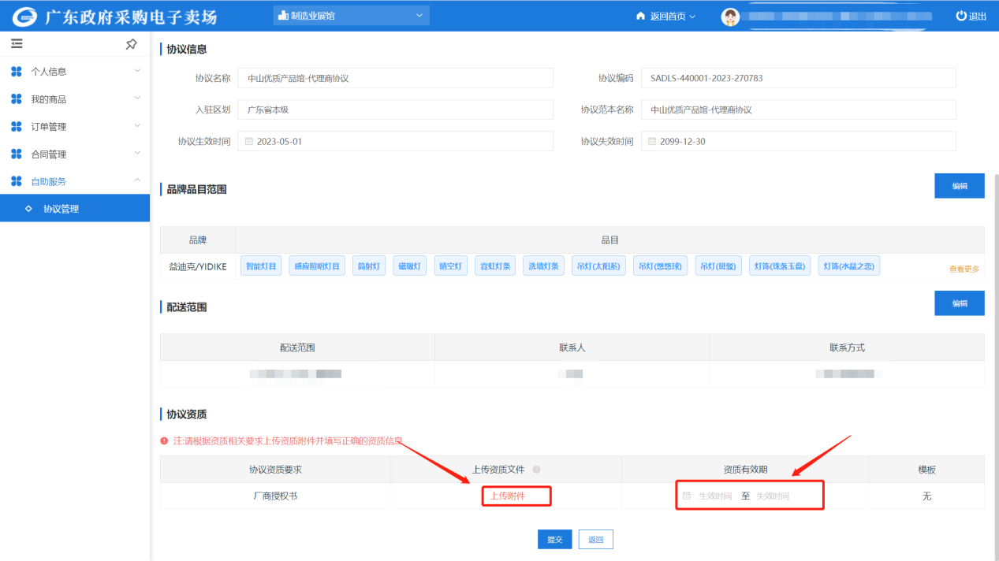 广东政府采购电子卖场
制造业展馆
返回首页
退出
个人信息
我的商品
订单管理
合同管理
自助服务
协议管理
协议信息
协议名称 中山优质产品馆-代理商协议
协议编码 SADLS-440001-2023-270783
入驻区划 广东省本级
协议范本名称 中山优质产品馆-代理商协议
协议生效时间 2023-05-01
协议失效时间 2099-12-30
品牌品目范围
编辑
品牌 品目
益迪克/YIDIKE 智能灯具 感应照明灯具 筒射灯 磁吸灯 晴空灯 霓虹灯条 洗墙灯条 吊灯(太阳系) 吊灯(悠悠球) 吊灯(斑驳) 灯饰(珠落玉盘) 灯饰(水晶之恋)
查看更多
配送范围
编辑
配送范围 联系人 联系方式
协议资质
注:请根据资质相关要求上传资质附件并填写正确的资质信息
协议资质要求 上传资质文件 资质有效期 模板
厂商授权书 上传附件 生效时间 至 失效时间 无
提交 返回